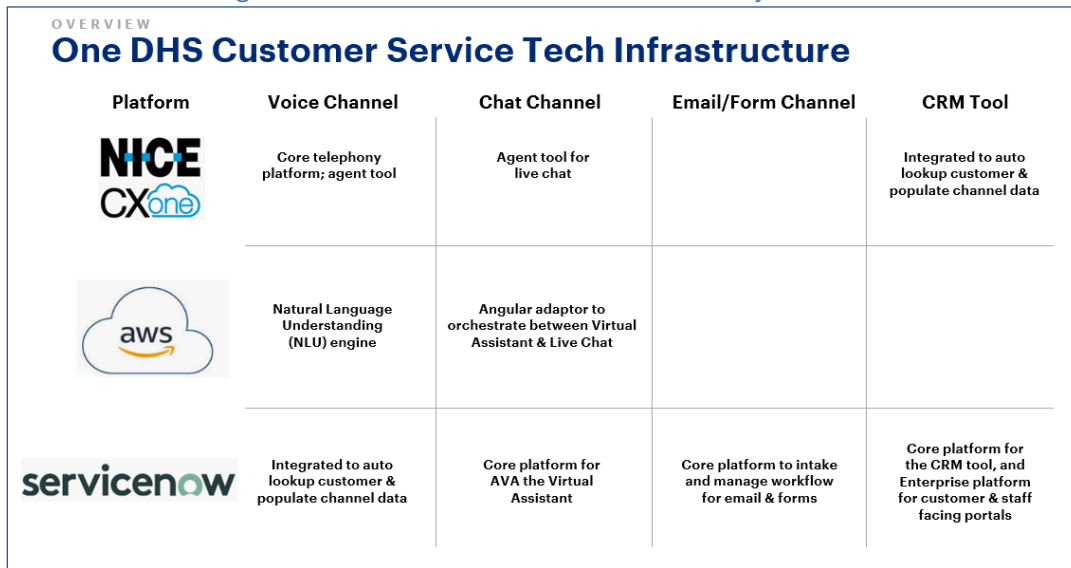 OVERVIEW
One DHS Customer Service Tech Infrastructure
Platform
Voice Channel
Chat Channel
Email/Form Channel
CRM Tool
NICE
CXone
Core telephony
platform; agent tool
Agent tool for
live chat
Integrated to auto
lookup customer &
populate channel data
aws
Natural Language
Understanding
(NLU) engine
Angular adaptor to
orchestrate between Virtual
Assistant & Live Chat
servicenow
Integrated to auto
lookup customer &
populate channel data
Core platform for
AVA the Virtual
Assistant
Core platform to intake
and manage workflow
for email & forms
Core platform for
the CRM tool, and
Enterprise platform
for customer & staff
facing portals